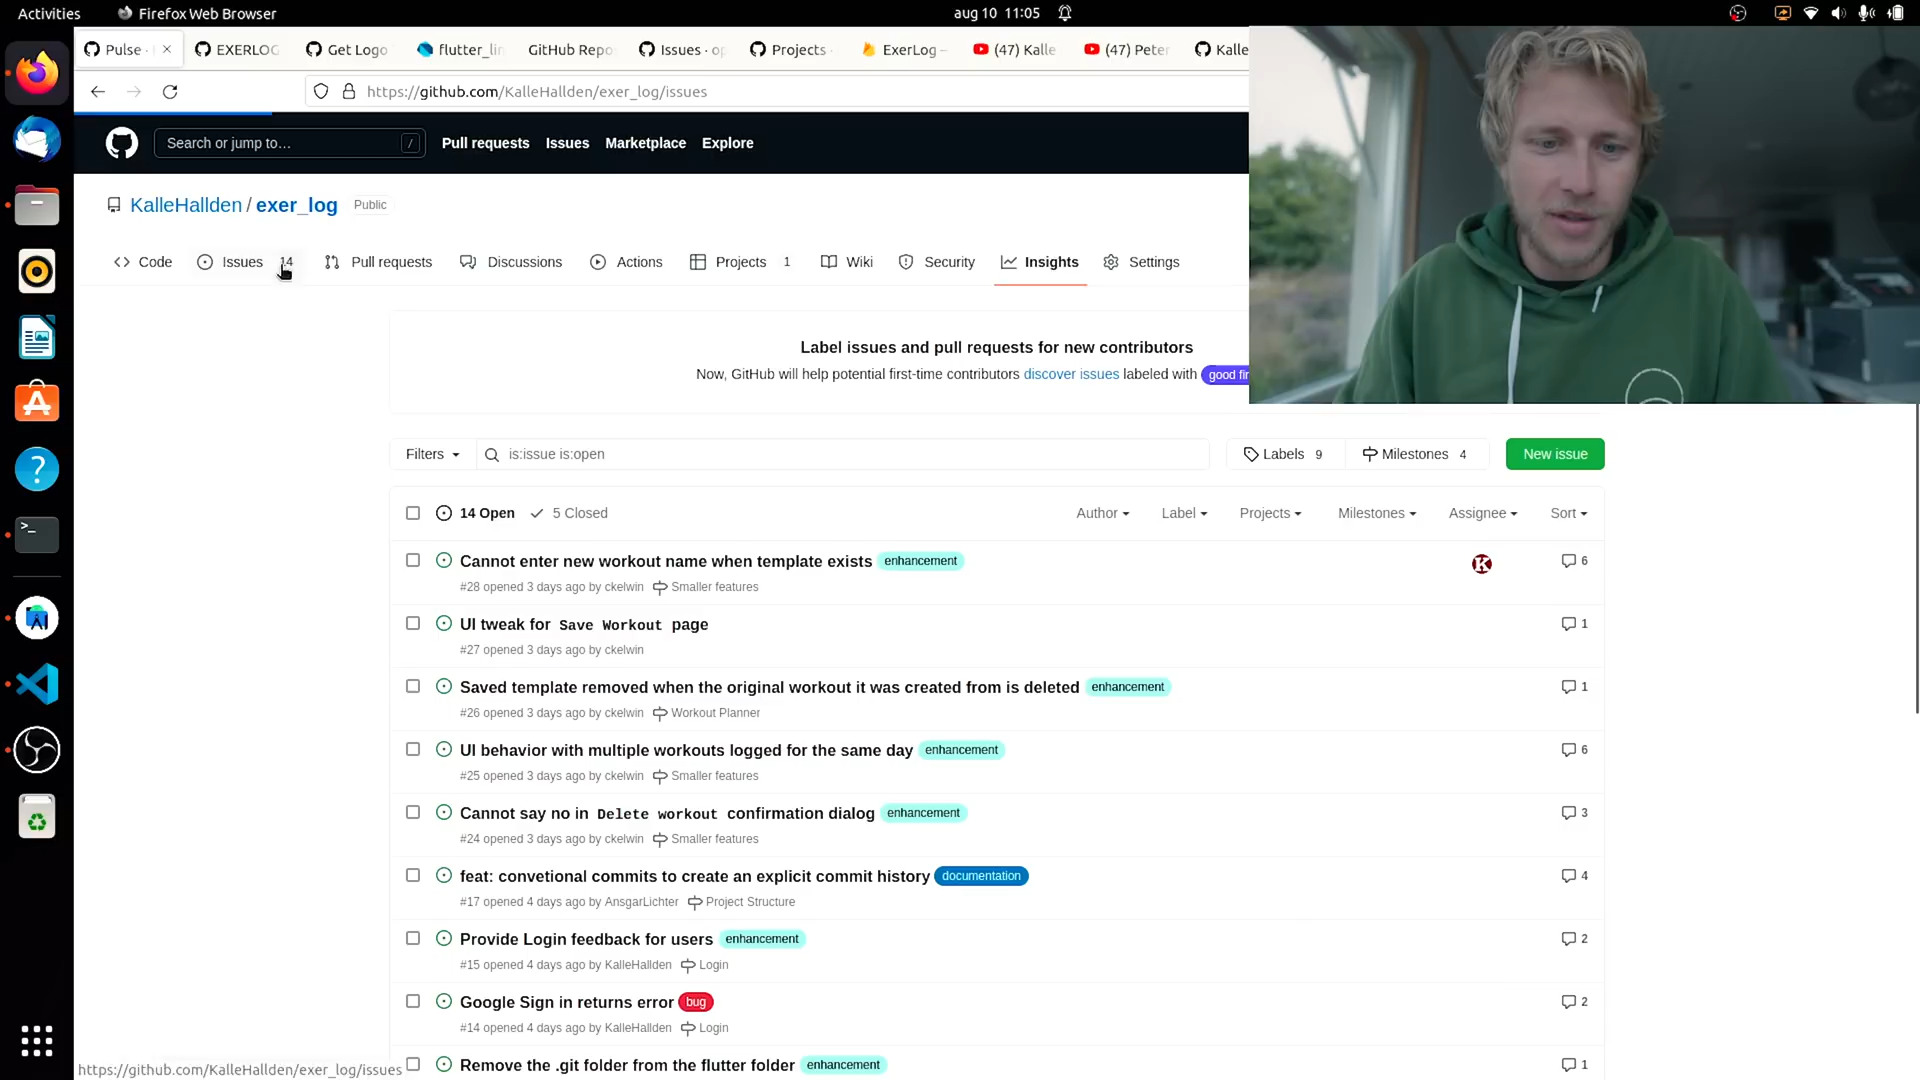 Activities
Firefox Web Browser
aug 10 11:05
Pulse ·
EXERLOG
Get Logo
flutter_lin
GitHub Repo
Issues · op
Projects ·
ExerLog –
(47) Kalle
(47) Peter
Kalle
https://github.com/KalleHallden/exer_log/issues
Search or jump to…
/
Pull requests
Issues
Marketplace
Explore
KalleHallden / exer_log
Public
Code
Issues 14
Pull requests
Discussions
Actions
Projects 1
Wiki
Security
Insights
Settings
Label issues and pull requests for new contributors
Now, GitHub will help potential first-time contributors discover issues labeled with good fir
Filters
is:issue is:open
Labels 9
Milestones 4
New issue
14 Open
5 Closed
Author
Label
Projects
Milestones
Assignee
Sort
Cannot enter new workout name when template exists enhancement
K
6
#28 opened 3 days ago by ckelwin Smaller features
UI tweak for Save Workout page
1
#27 opened 3 days ago by ckelwin
Saved template removed when the original workout it was created from is deleted enhancement
1
#26 opened 3 days ago by ckelwin Workout Planner
UI behavior with multiple workouts logged for the same day enhancement
6
#25 opened 3 days ago by ckelwin Smaller features
Cannot say no in Delete workout confirmation dialog enhancement
3
#24 opened 3 days ago by ckelwin Smaller features
feat: convetional commits to create an explicit commit history documentation
4
#17 opened 4 days ago by AnsgarLichter Project Structure
Provide Login feedback for users enhancement
2
#15 opened 4 days ago by KalleHallden Login
Google Sign in returns error bug
2
#14 opened 4 days ago by KalleHallden Login
Remove the .git folder from the flutter folder enhancement
1
https://github.com/KalleHallden/exer_log/issues